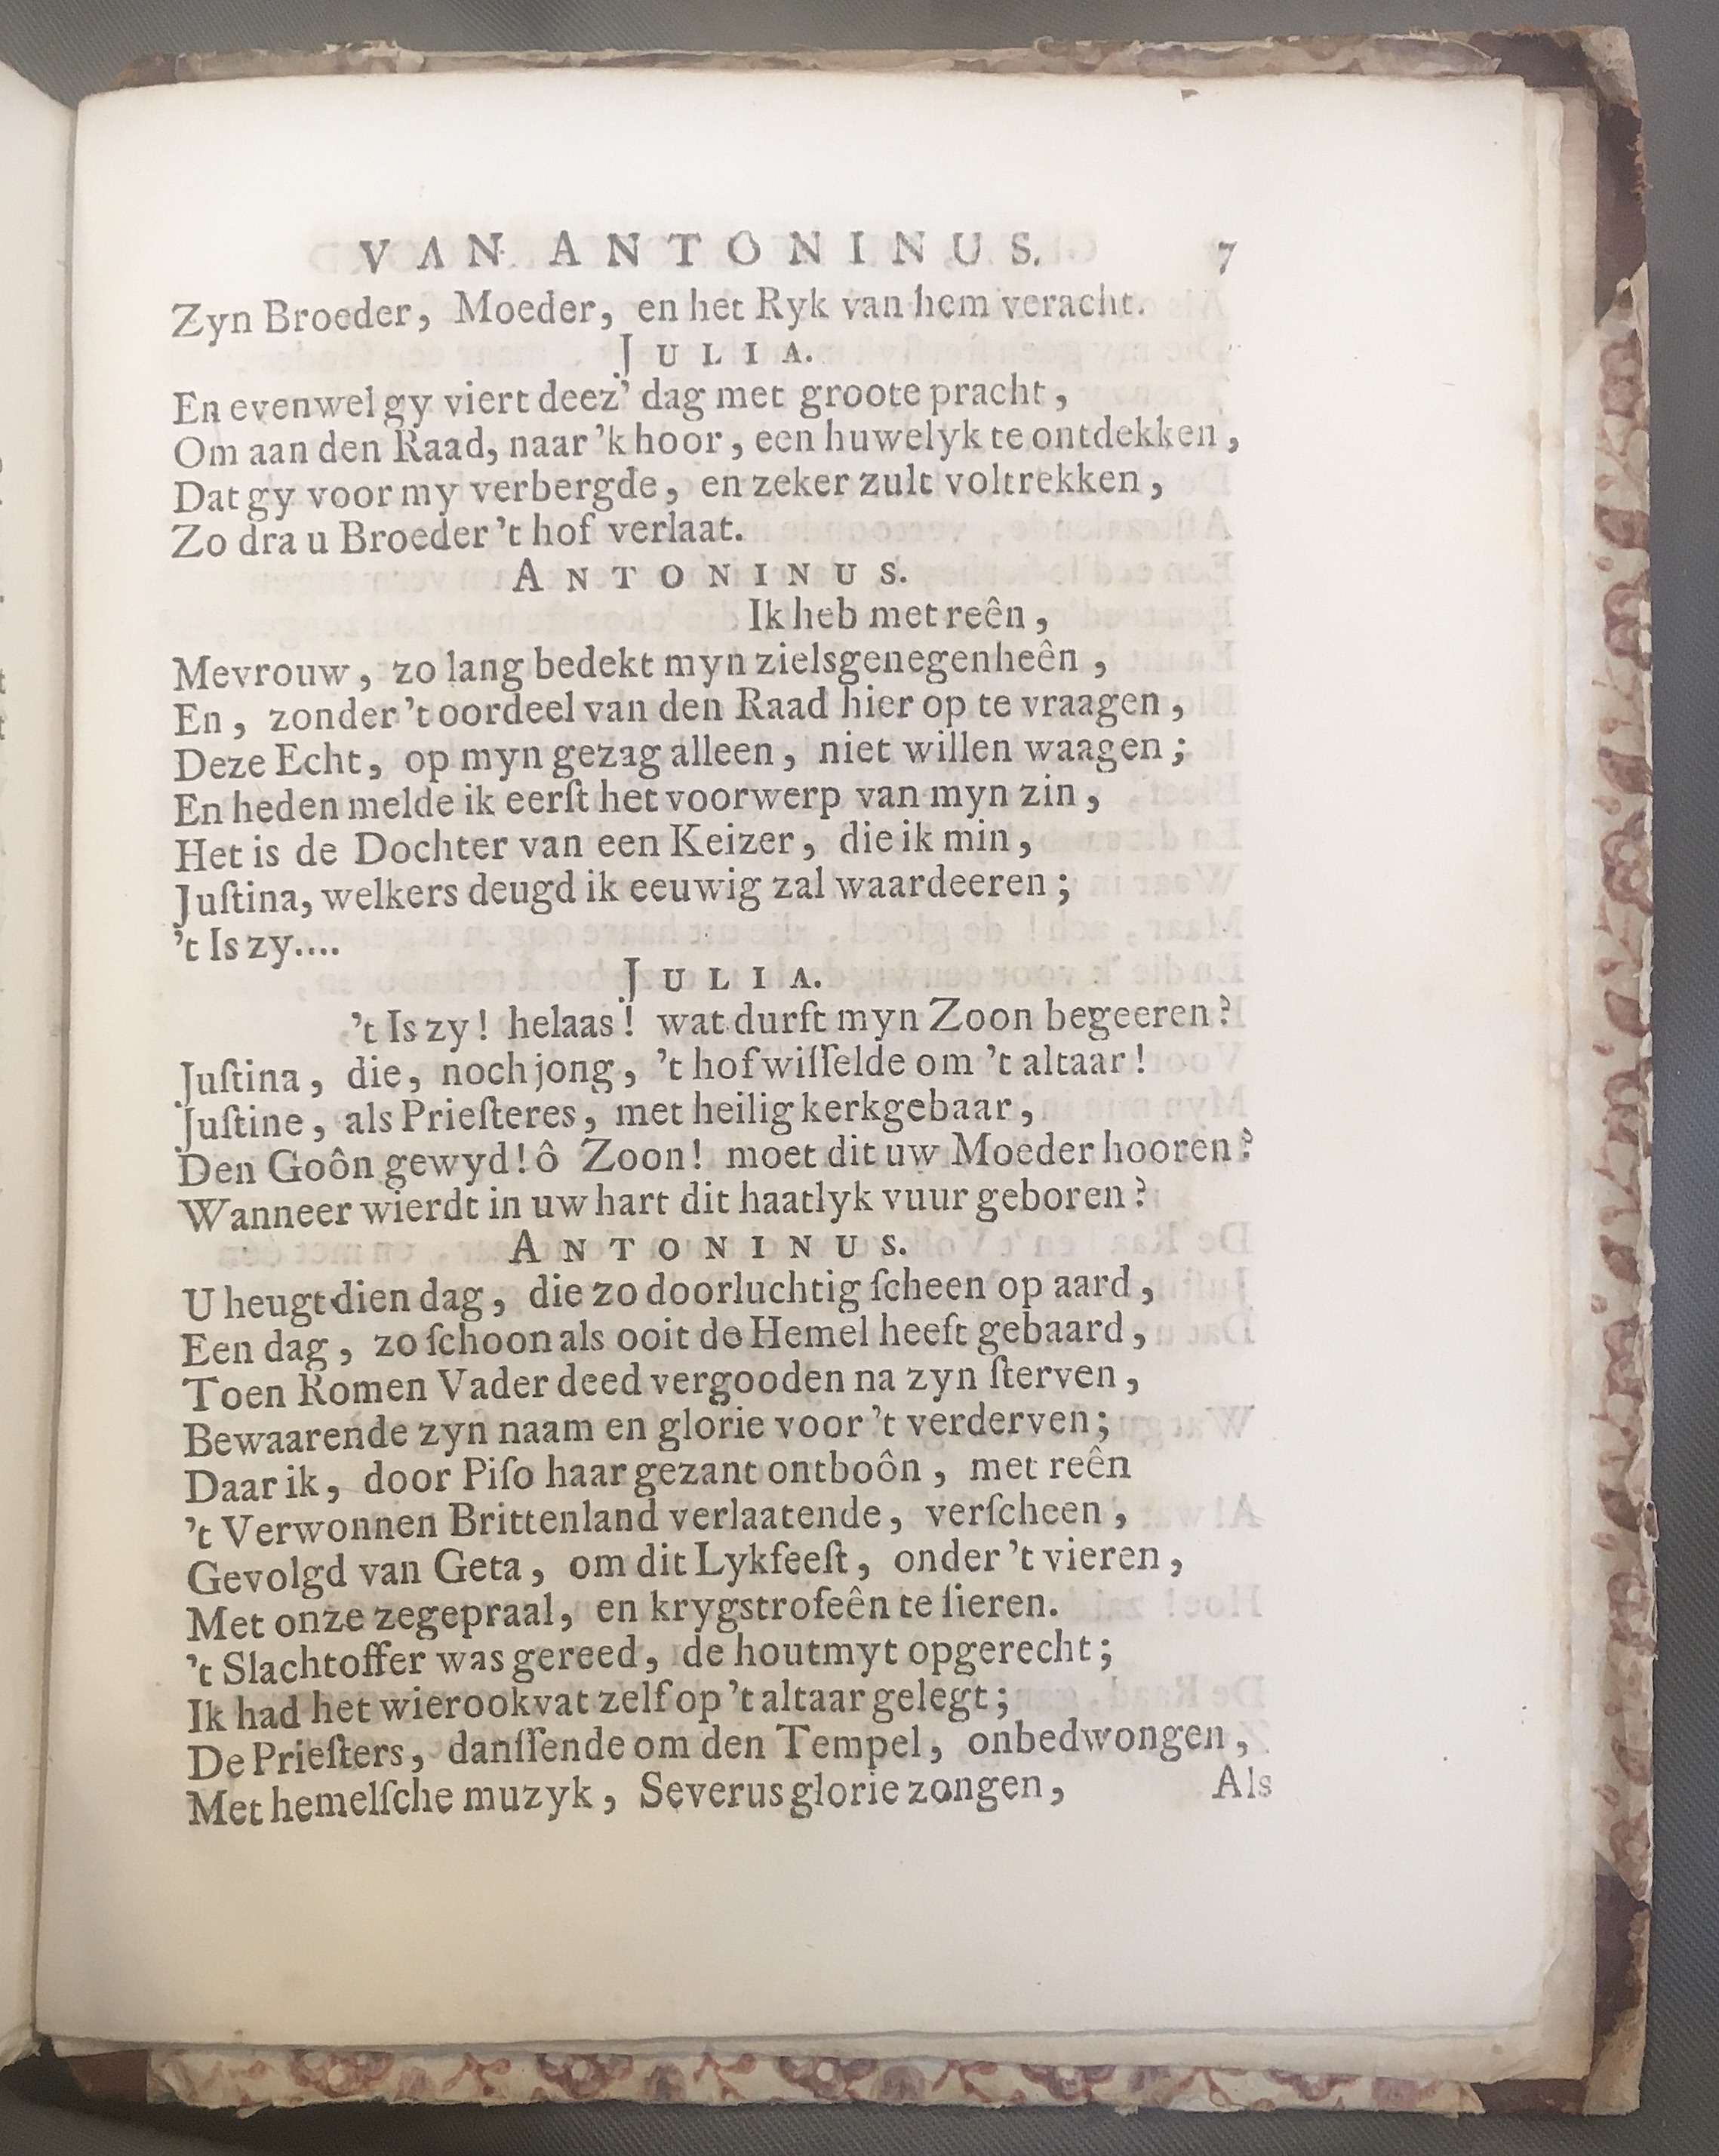 VAN ANTONINUS. 7
Zyn Broeder, Moeder, en het Ryk van hem veracht.
JULIA.
En evenwel gy viert deez' dag met groote pracht,
Om aan den Raad, naar 'k hoor, een huwelyk te ontdekken,
Dat gy voor my verbergde, en zeker zult voltrekken,
Zo dra u Broeder 't hof verlaat.
ANTONINUS.
Ik heb met reên,
Mevrouw, zo lang bedekt myn zielsgenegenheên,
En, zonder 't oordeel van den Raad hier op te vraagen,
Deze Echt, op myn gezag alleen, niet willen waagen;
En heden melde ik eerſt het voorwerp van myn zin,
Het is de Dochter van een Keizer, die ik min,
Juſtina, welkers deugd ik eeuwig zal waardeeren;
't Is zy....
JULIA.
't Is zy! helaas! wat durft myn Zoon begeeren?
Juſtina, die, noch jong, 't hof wiſſelde om 't altaar!
Juſtine, als Prieſteres, met heilig kerkgebaar,
Den Goôn gewyd! ô Zoon! moet dit uw Moeder hooren?
Wanneer wierdt in uw hart dit haatlyk vuur geboren?
ANTONINUS.
U heugt dien dag, die zo doorluchtig ſcheen op aard,
Een dag, zo ſchoon als ooit de Hemel heeft gebaard,
Toen Romen Vader deed vergooden na zyn ſterven,
Bewaarende zyn naam en glorie voor 't verderven;
Daar ik, door Piſo haar gezant ontboôn, met reên
't Verwonnen Brittenland verlaatende, verſcheen,
Gevolgd van Geta, om dit Lykfeeſt, onder 't vieren,
Met onze zegepraal, en krygstrofeên te ſieren.
't Slachtoffer was gereed, de houtmyt opgerecht;
Ik had het wierookvat zelf op 't altaar gelegt;
De Prieſters, danſſende om den Tempel, onbedwongen,
Met hemelſche muzyk, Severus glorie zongen,
Als